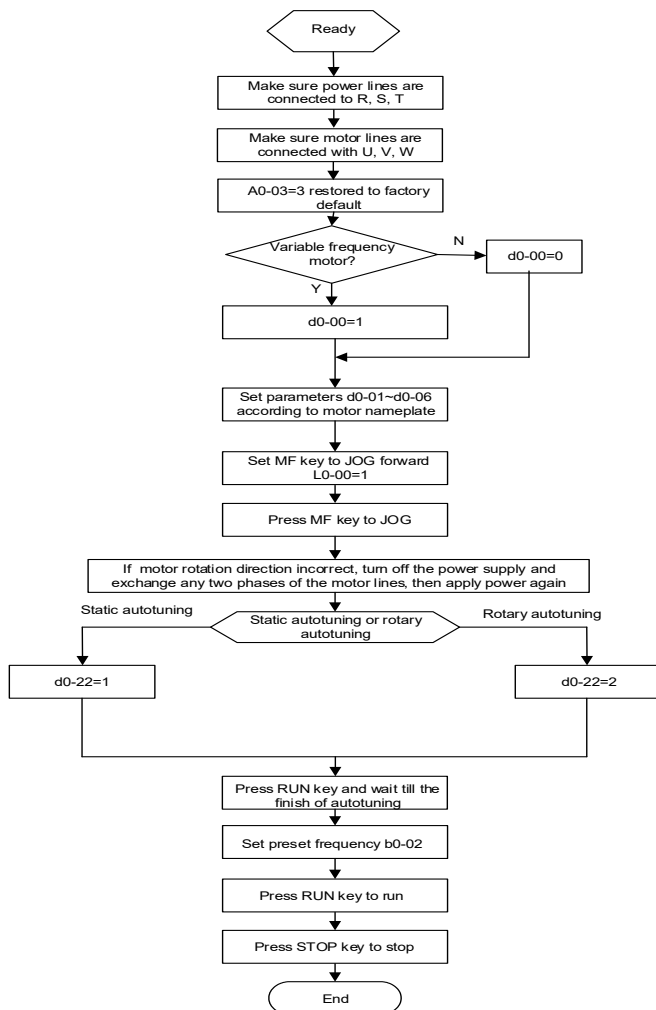 Ready
Make sure power lines are
connected to R, S, T
Make sure motor lines are
connected with U, V, W
A0-03=3 restored to factory
default
Variable frequency
motor?
N
d0-00=0
Y
d0-00=1
Set parameters d0-01~d0-06
according to motor nameplate
Set MF key to JOG forward
L0-00=1
Press MF key to JOG
If motor rotation direction incorrect, turn off the power supply and
exchange any two phases of the motor lines, then apply power again
Static autotuning
Static autotuning or rotary
autotuning
Rotary autotuning
d0-22=1
d0-22=2
Press RUN key and wait till the
finish of autotuning
Set preset frequency b0-02
Press RUN key to run
Press STOP key to stop
End